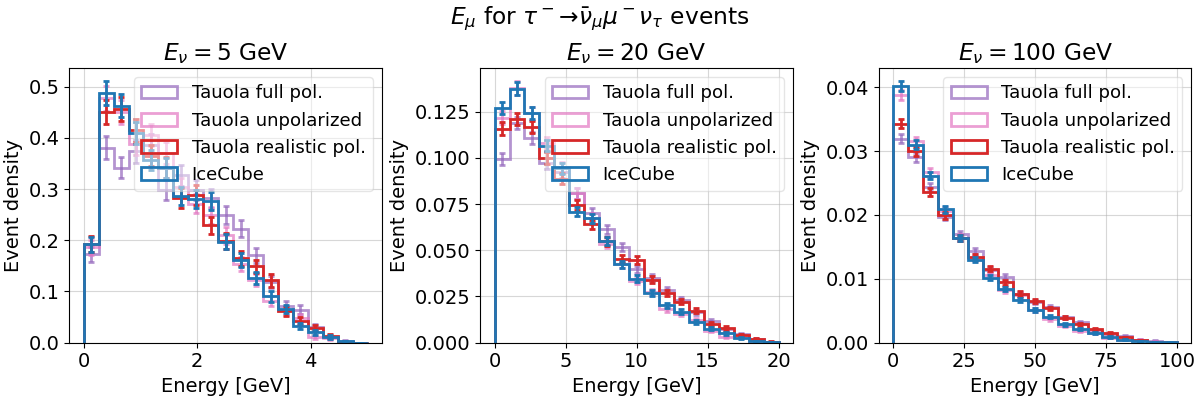 E_μ for τ⁻→ν̄_μμ⁻ν_τ events
E_ν = 5 GeV
0.5
0.4
0.3
0.2
0.1
0.0
Event density
Tauola full pol.
Tauola unpolarized
Tauola realistic pol.
IceCube
0 2 4
Energy [GeV]
E_ν = 20 GeV
0.125
0.100
0.075
0.050
0.025
0.000
Event density
Tauola full pol.
Tauola unpolarized
Tauola realistic pol.
IceCube
0 5 10 15 20
Energy [GeV]
E_ν = 100 GeV
0.04
0.03
0.02
0.01
0.00
Event density
Tauola full pol.
Tauola unpolarized
Tauola realistic pol.
IceCube
0 25 50 75 100
Energy [GeV]